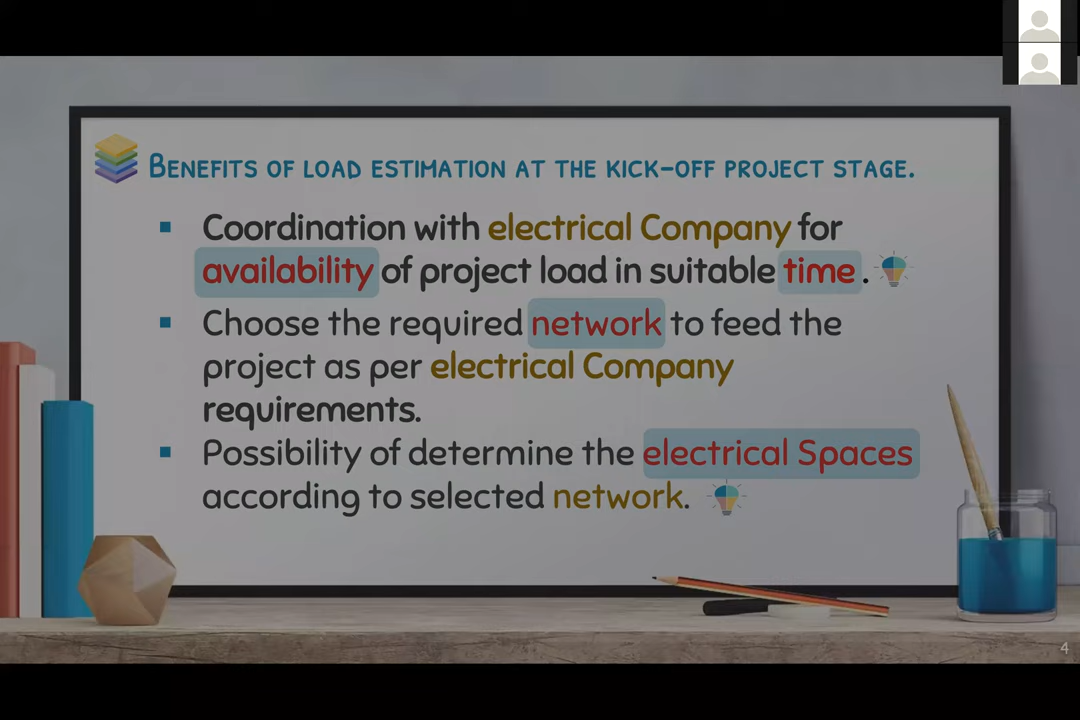 Benefits of load estimation at the kick-off project stage.
▪ Coordination with electrical Company for
availability of project load in suitable time.
▪ Choose the required network to feed the
project as per electrical Company
requirements.
▪ Possibility of determine the electrical Spaces
according to selected network.
4